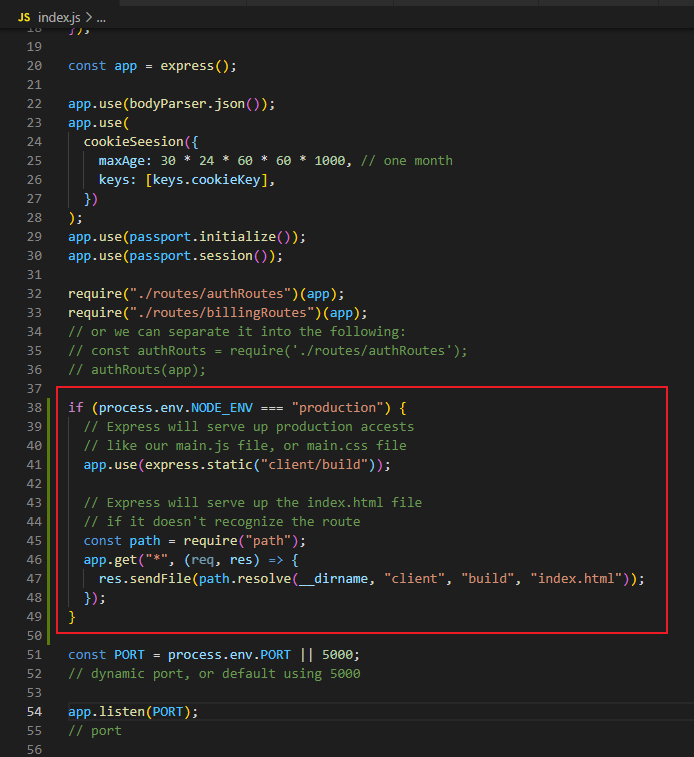 JS index.js > ...
18 });
19
20 const app = express();
21
22 app.use(bodyParser.json());
23 app.use(
24   cookieSeesion({
25     maxAge: 30 * 24 * 60 * 60 * 1000, // one month
26     keys: [keys.cookieKey],
27   })
28 );
29 app.use(passport.initialize());
30 app.use(passport.session());
31
32 require("./routes/authRoutes")(app);
33 require("./routes/billingRoutes")(app);
34 // or we can separate it into the following:
35 // const authRouts = require('./routes/authRoutes');
36 // authRouts(app);
37
38 if (process.env.NODE_ENV === "production") {
39   // Express will serve up production accests
40   // like our main.js file, or main.css file
41   app.use(express.static("client/build"));
42
43   // Express will serve up the index.html file
44   // if it doesn't recognize the route
45   const path = require("path");
46   app.get("*", (req, res) => {
47     res.sendFile(path.resolve(__dirname, "client", "build", "index.html"));
48   });
49 }
50
51 const PORT = process.env.PORT || 5000;
52 // dynamic port, or default using 5000
53
54 app.listen(PORT);
55 // port
56